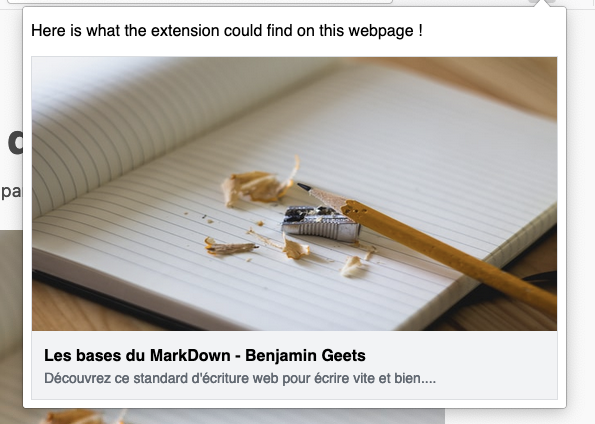 Here is what the extension could find on this webpage !
pa
Les bases du MarkDown - Benjamin Geets
Découvrez ce standard d'écriture web pour écrire vite et bien....